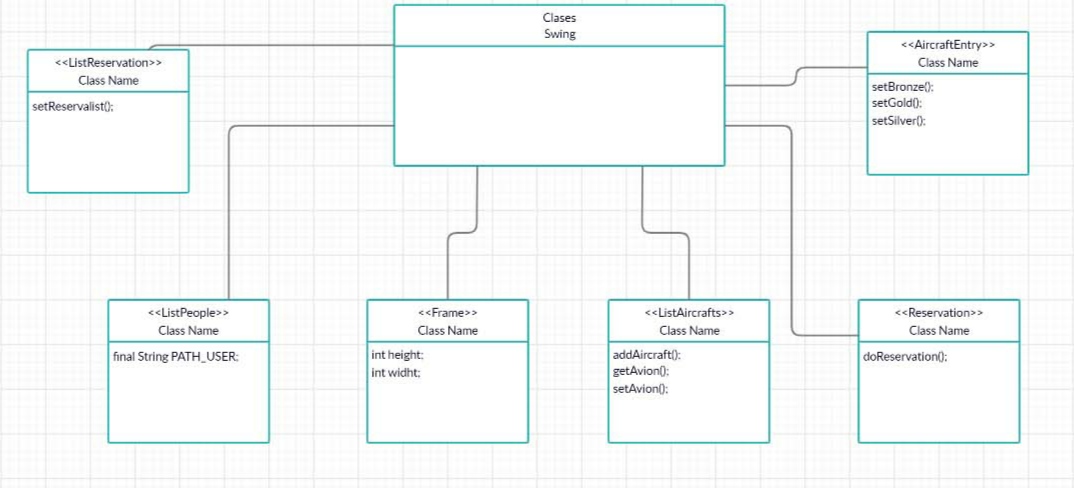 Clases
Swing
<<ListReservation>>
Class Name
setReservalist();
<<AircraftEntry>>
Class Name
setBronze();
setGold();
setSilver();
<<ListPeople>>
Class Name
final String PATH_USER;
<<Frame>>
Class Name
int height;
int widht;
<<ListAircrafts>>
Class Name
addAircraft();
getAvion();
setAvion();
<<Reservation>>
Class Name
doReservation();